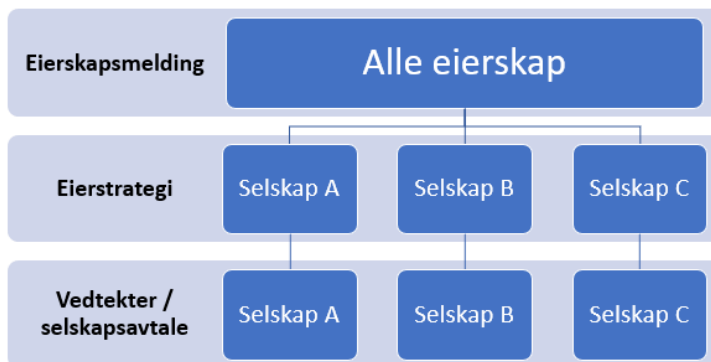 Eierskapsmelding
Alle eierskap
Eierstrategi
Selskap A
Selskap B
Selskap C
Vedtekter /
selskapsavtale
Selskap A
Selskap B
Selskap C